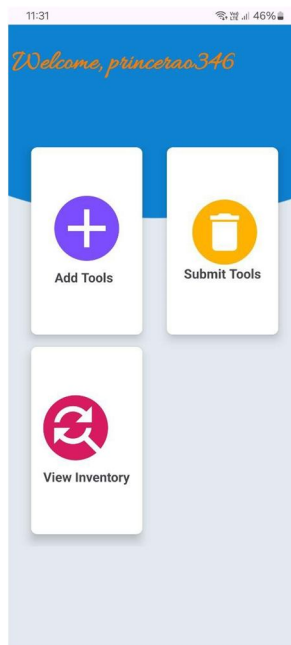 11:31
46%
Welcome, princerao346
Add Tools
Submit Tools
View Inventory